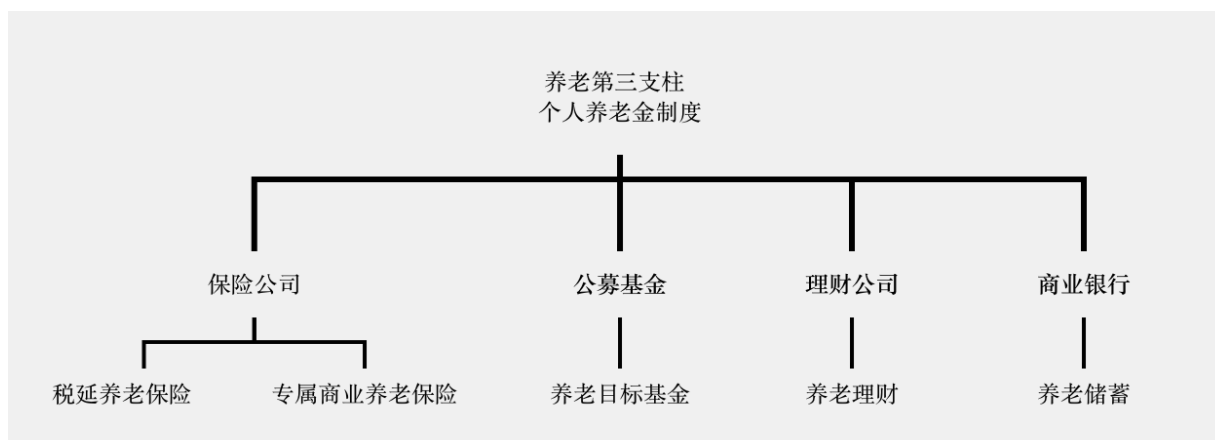 养老第三支柱
个人养老金制度
保险公司
公募基金
理财公司
商业银行
税延养老保险
专属商业养老保险
养老目标基金
养老理财
养老储蓄